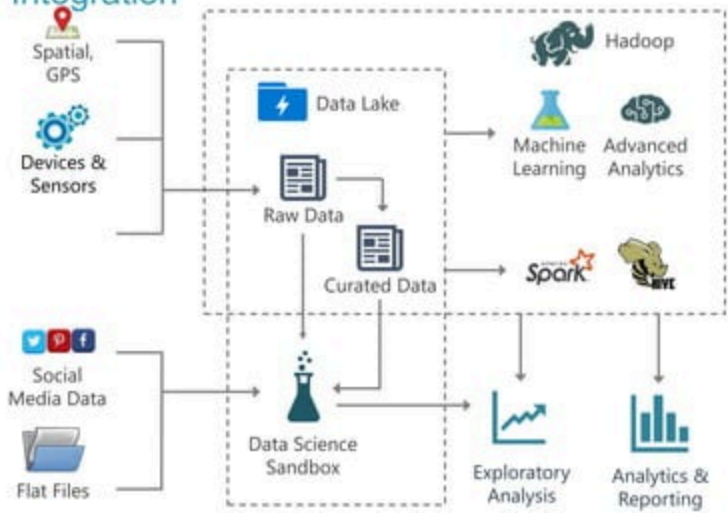 Integration
Spatial,
GPS
Hadoop
Data Lake
Machine
Learning
Advanced
Analytics
Devices &
Sensors
Raw Data
Curated Data
Spark
HIVE
Social
Media Data
Data Science
Sandbox
Flat Files
Exploratory
Analysis
Analytics &
Reporting